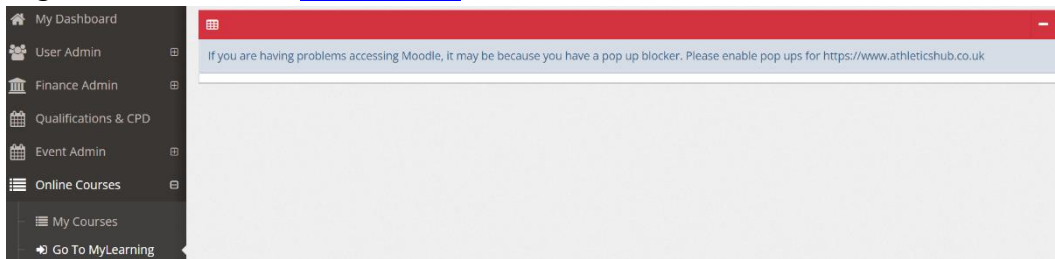 My Dashboard
User Admin
If you are having problems accessing Moodle, it may be because you have a pop up blocker. Please enable pop ups for https://www.athleticshub.co.uk
Finance Admin
Qualifications & CPD
Event Admin
Online Courses
My Courses
Go To MyLearning